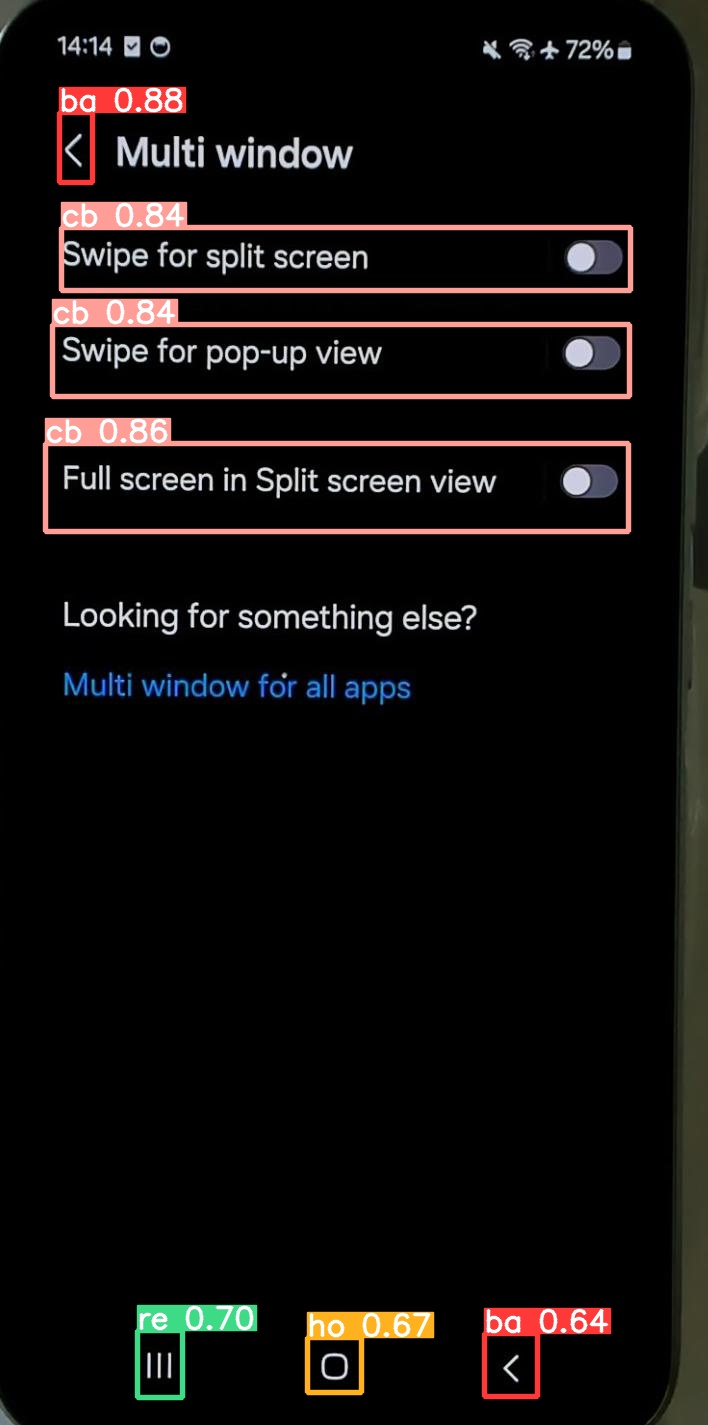 14:14 72%
ba 0.88
Multi window
cb 0.84
Swipe for split screen
cb 0.84
Swipe for pop-up view
cb 0.86
Full screen in Split screen view
Looking for something else?
Multi window for all apps
re 0.70 ho 0.67 ba 0.64